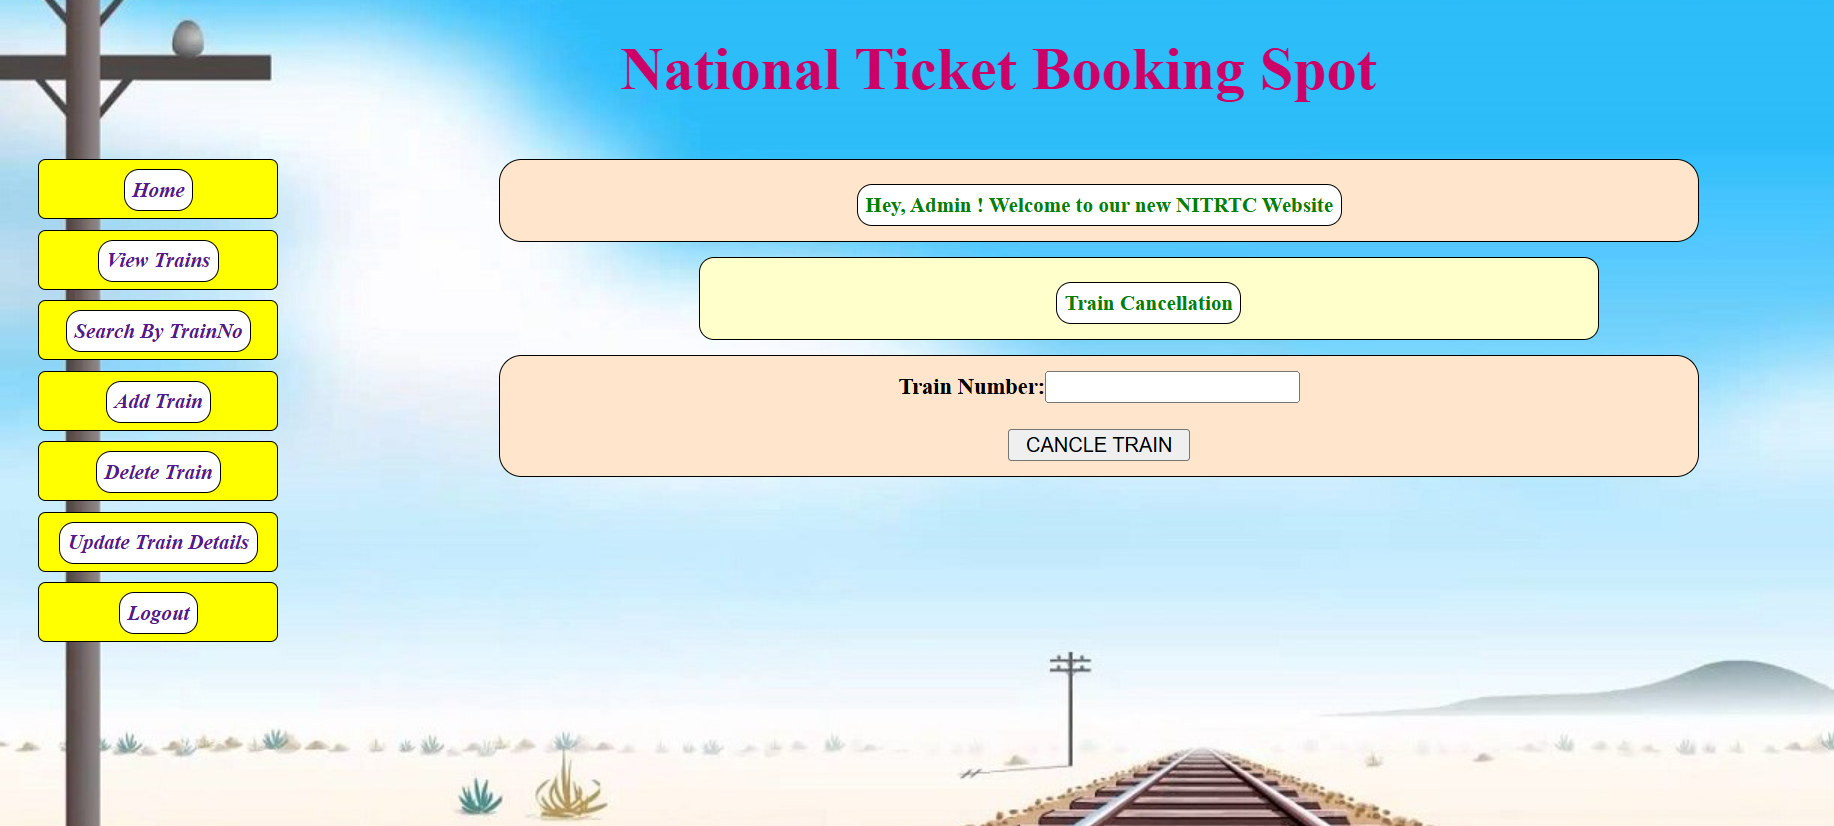 National Ticket Booking Spot
Home
View Trains
Search By TrainNo
Add Train
Delete Train
Update Train Details
Logout
Hey, Admin ! Welcome to our new NITRTC Website
Train Cancellation
Train Number:
CANCLE TRAIN